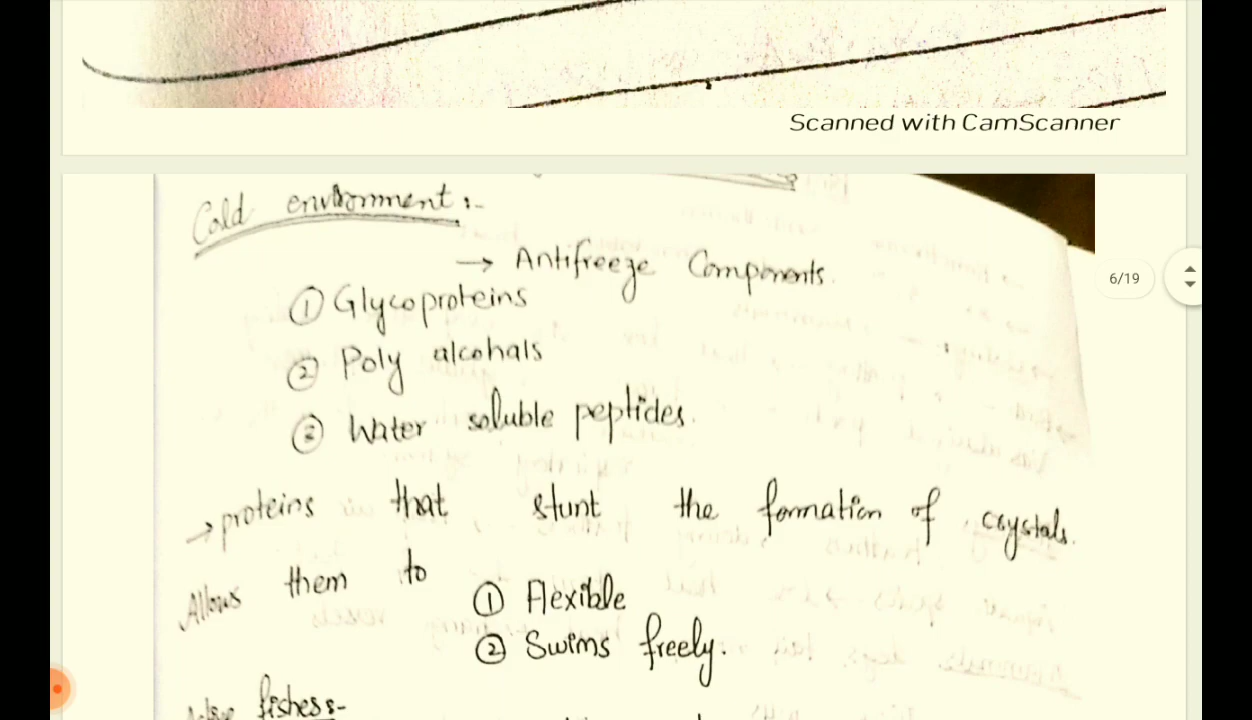 Scanned with CamScanner
Cold environment :-
→ Antifreeze Components.
① Glycoproteins
② Poly alcohals
③ Water soluble peptides.
→ proteins that stunt the formation of crystals.
6/19
Allows them to
① Flexible
② Swims freely.
fishes :-